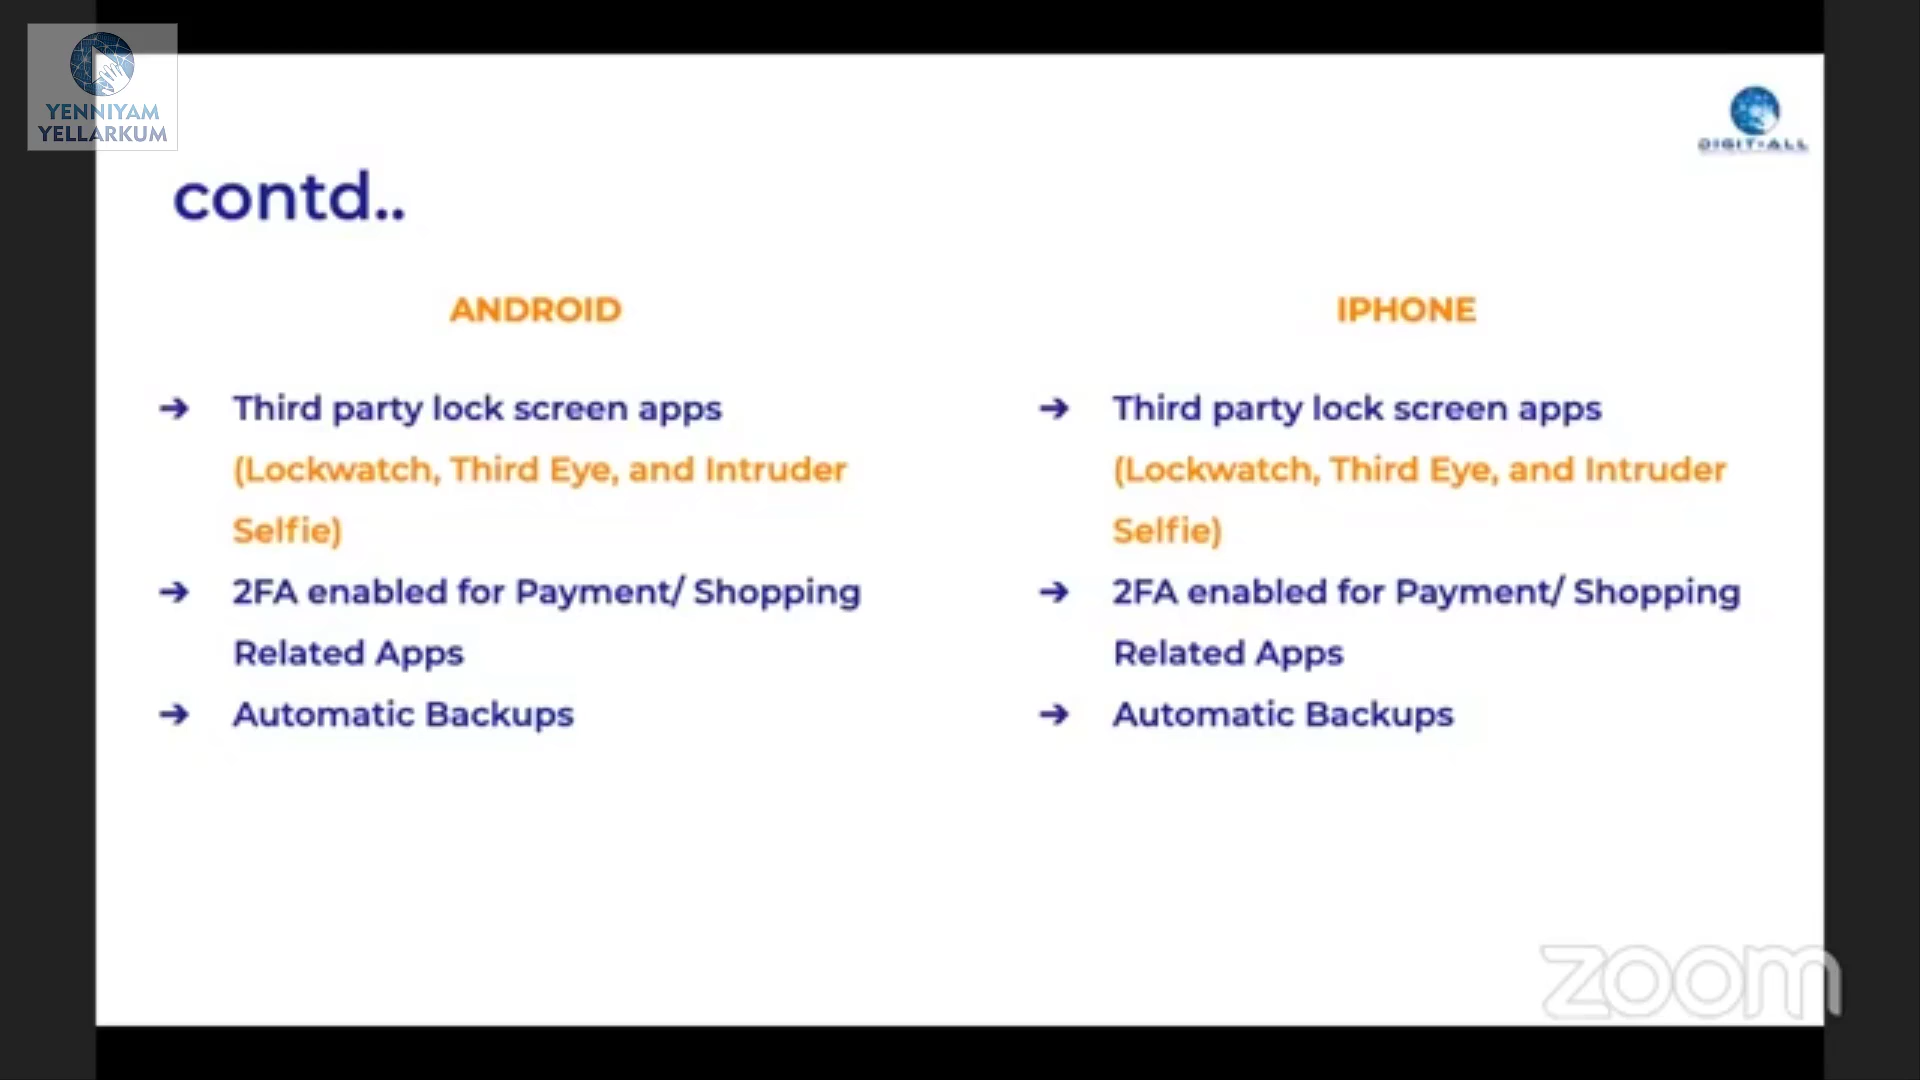 YENNIYAM
YELLARKUM
DIGIT-ALL
contd..
ANDROID
➔ Third party lock screen apps
(Lockwatch, Third Eye, and Intruder
Selfie)
➔ 2FA enabled for Payment/ Shopping
Related Apps
➔ Automatic Backups
IPHONE
➔ Third party lock screen apps
(Lockwatch, Third Eye, and Intruder
Selfie)
➔ 2FA enabled for Payment/ Shopping
Related Apps
➔ Automatic Backups
zoom